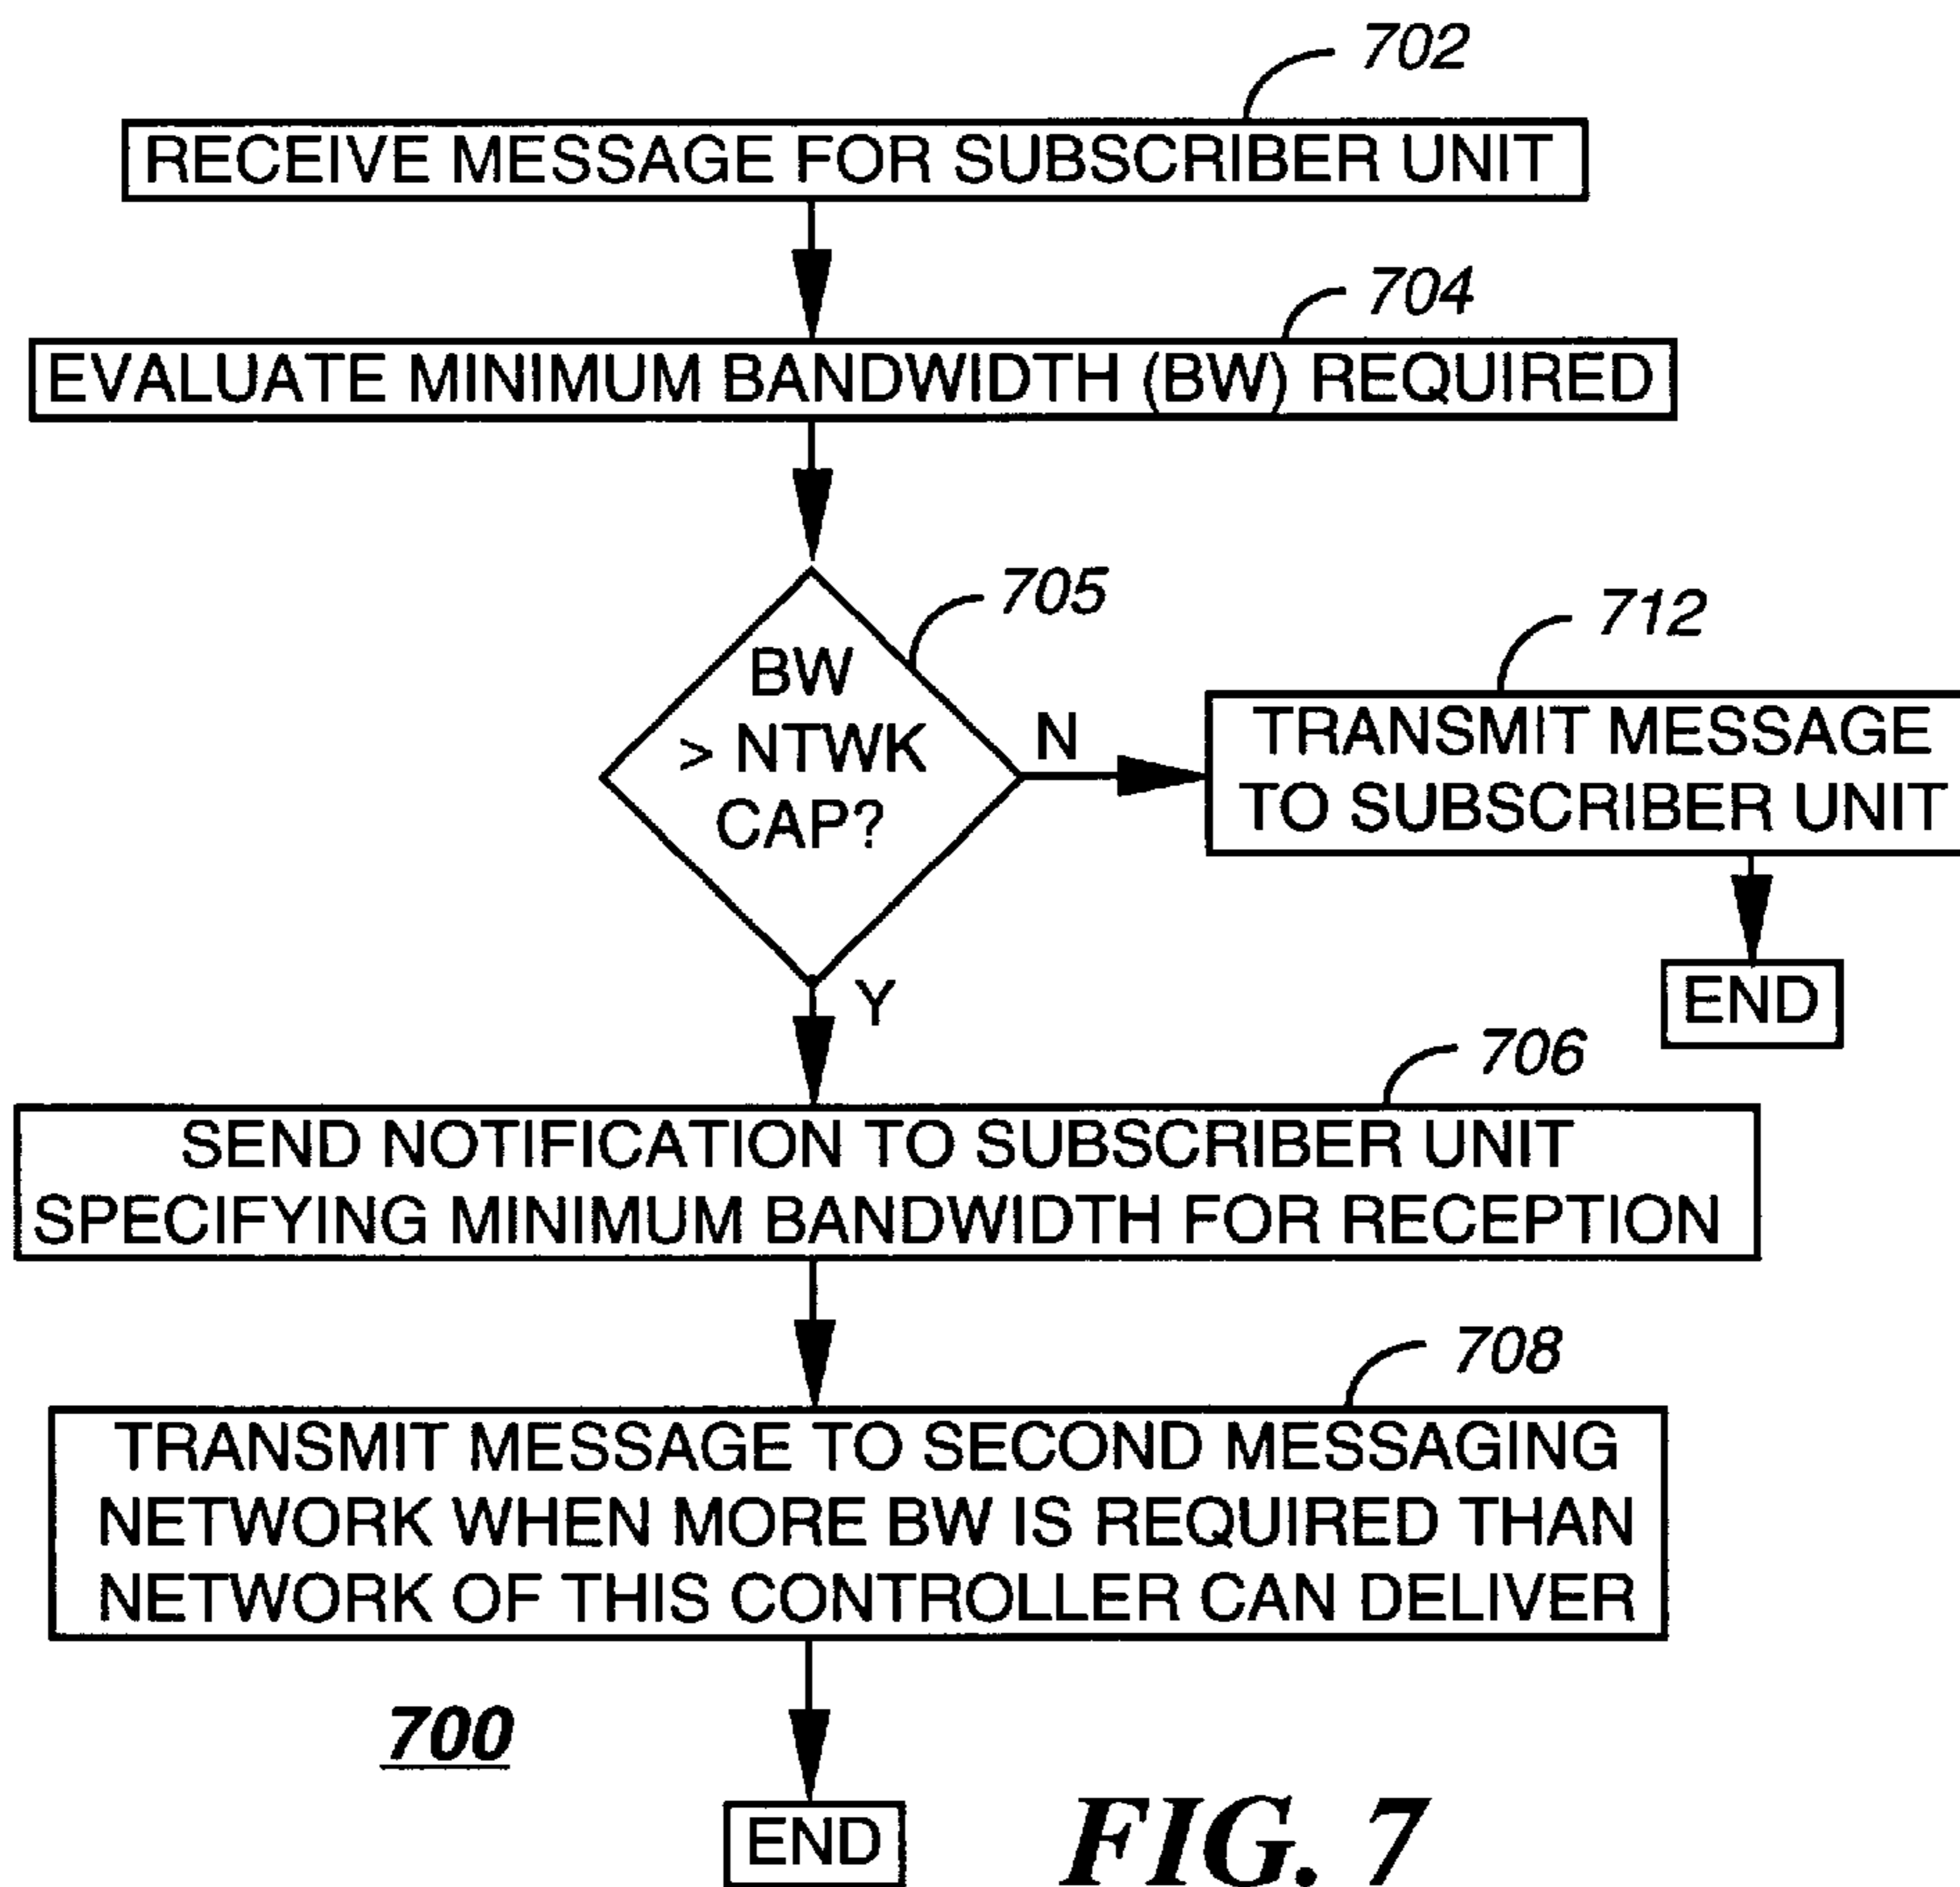 702
RECEIVE MESSAGE FOR SUBSCRIBER UNIT
704
EVALUATE MINIMUM BANDWIDTH (BW) REQUIRED
705
BW
> NTWK
CAP?
N
712
TRANSMIT MESSAGE
TO SUBSCRIBER UNIT
END
Y
706
SEND NOTIFICATION TO SUBSCRIBER UNIT
SPECIFYING MINIMUM BANDWIDTH FOR RECEPTION
708
TRANSMIT MESSAGE TO SECOND MESSAGING
NETWORK WHEN MORE BW IS REQUIRED THAN
NETWORK OF THIS CONTROLLER CAN DELIVER
700
END
FIG. 7